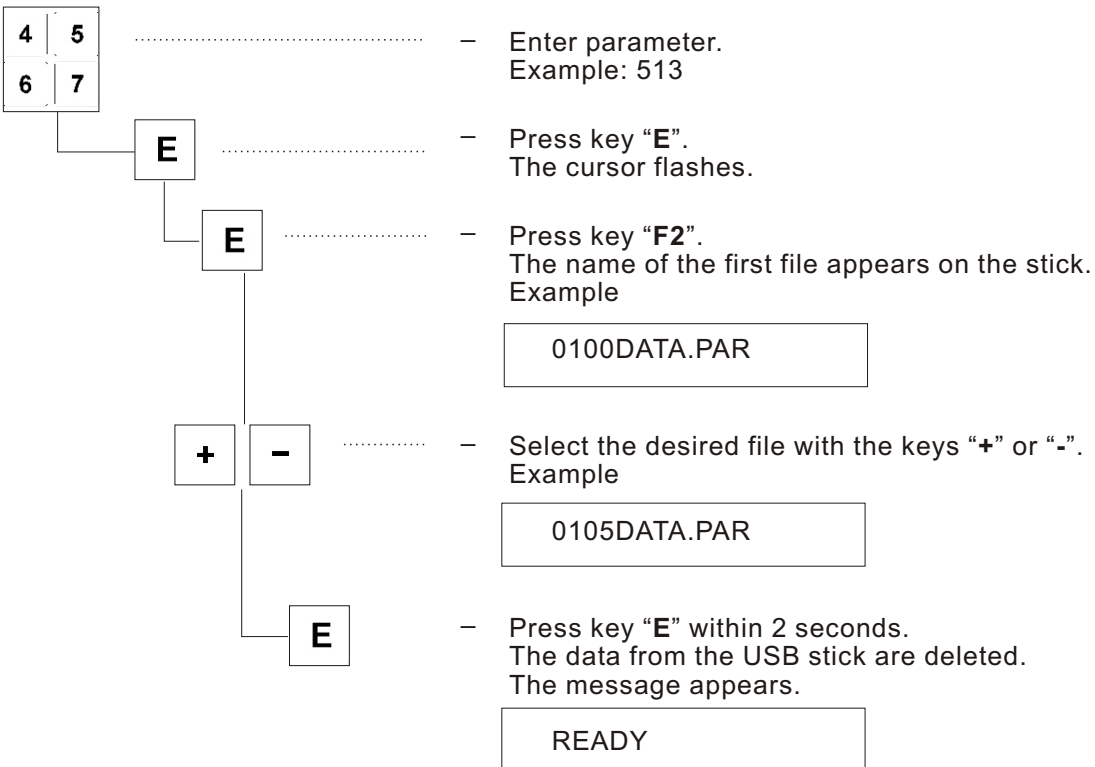 4 5 – Enter parameter.
6 7 Example: 513
E – Press key “E”.
The cursor flashes.
E – Press key “F2”.
The name of the first file appears on the stick.
Example
0100DATA.PAR
+ - – Select the desired file with the keys “+” or “-”.
Example
0105DATA.PAR
E – Press key “E” within 2 seconds.
The data from the USB stick are deleted.
The message appears.
READY